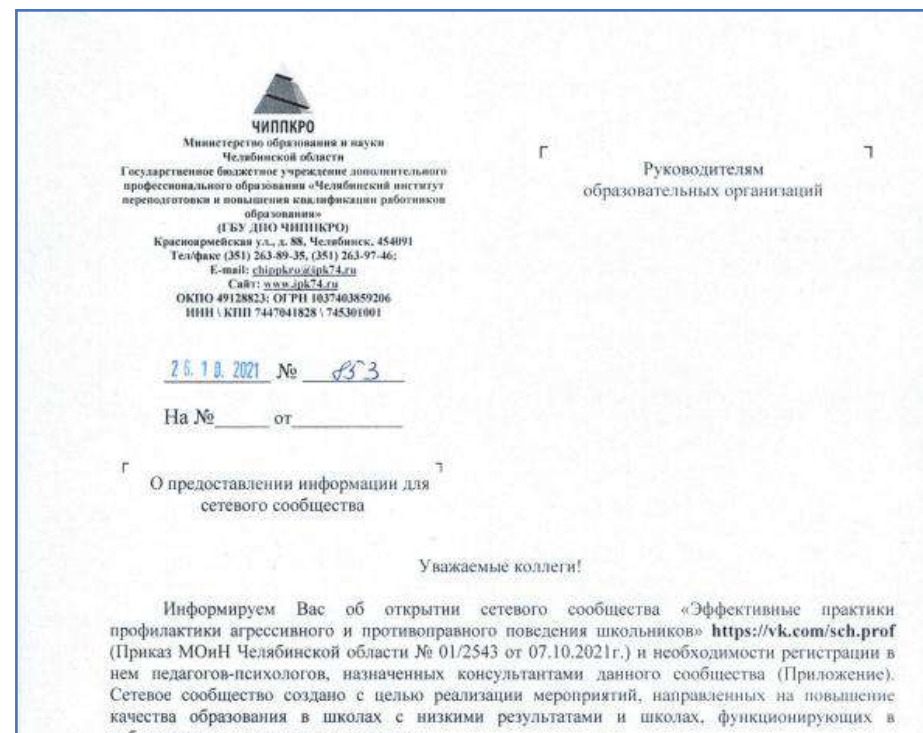 ЧИППКРО
Министерство образования и науки
Челябинской области
Государственное бюджетное учреждение дополнительного
профессионального образования «Челябинский институт
переподготовки и повышения квалификации работников
образования»
(ГБУ ДПО ЧИППКРО)
Красноармейская ул., д. 88, Челябинск, 454091
Тел/факс (351) 263-89-35, (351) 263-97-46;
E-mail: chippkro@ipk74.ru
Сайт: www.ipk74.ru
ОКПО 49128823; ОГРН 1037403859206
ИНН \ КПП 7447041828 \ 745301001
Руководителям
образовательных организаций
26. 10. 2021 № 853
На №______ от____________
О предоставлении информации для
сетевого сообщества
Уважаемые коллеги!
Информируем Вас об открытии сетевого сообщества «Эффективные практики
профилактики агрессивного и противоправного поведения школьников» https://vk.com/sch.prof
(Приказ МОиН Челябинской области № 01/2543 от 07.10.2021г.) и необходимости регистрации в
нем педагогов-психологов, назначенных консультантами данного сообщества (Приложение).
Сетевое сообщество создано с целью реализации мероприятий, направленных на повышение
качества образования в школах с низкими результатами и школах, функционирующих в